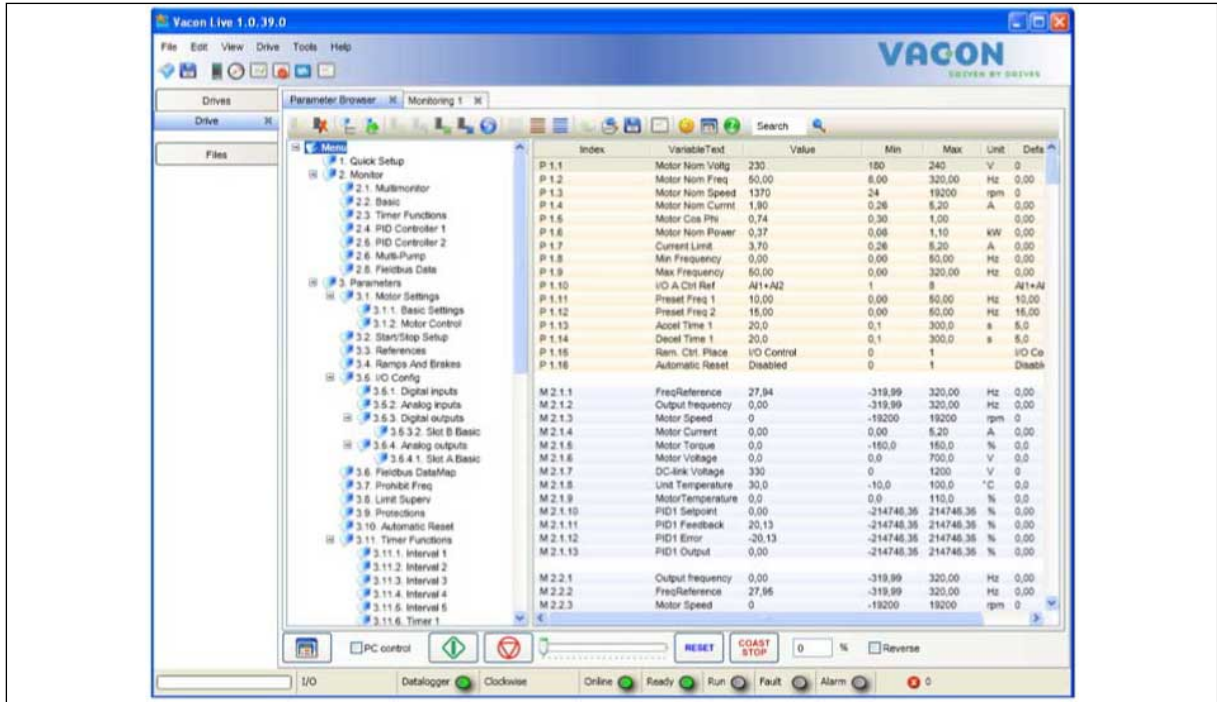 Vacon Live 1.0.39.0
File Edit View Drive Tools Help
VACON
DRIVEN BY DRIVES
Drives
Drive
Files
Parameter Browser
Monitoring 1
Search
Menu
1. Quick Setup
2. Monitor
2.1. Multimonitor
2.2. Basic
2.3. Timer Functions
2.4. PID Controller 1
2.5. PID Controller 2
2.6. Multi-Pump
2.8. Fieldbus Data
3. Parameters
3.1. Motor Settings
3.1.1. Basic Settings
3.1.2. Motor Control
3.2. Start/Stop Setup
3.3. References
3.4. Ramps And Brakes
3.5. I/O Config
3.5.1. Digital inputs
3.5.2. Analog inputs
3.5.3. Digital outputs
3.5.3.2. Slot B Basic
3.5.4. Analog outputs
3.5.4.1. Slot A Basic
3.6. Fieldbus DataMap
3.7. Prohibit Freq
3.8. Limit Superv
3.9. Protections
3.10. Automatic Reset
3.11. Timer Functions
3.11.1. Interval 1
3.11.2. Interval 2
3.11.3. Interval 3
3.11.4. Interval 4
3.11.5. Interval 5
3.11.6. Timer 1
Index VariableText Value Min Max Unit Defa
P 1.1 Motor Nom Voltg 230 180 240 V 0
P 1.2 Motor Nom Freq 50,00 8,00 320,00 Hz 0,00
P 1.3 Motor Nom Speed 1370 24 19200 rpm 0
P 1.4 Motor Nom Currnt 1,90 0,26 5,20 A 0,00
P 1.5 Motor Cos Phi 0,74 0,30 1,00 0,00
P 1.6 Motor Nom Power 0,37 1,10 kW 0,00
P 1.7 Current Limit 3,70 0,26 5,20 A 0,00
P 1.8 Min Frequency 0,00 0,00 50,00 Hz 0,00
P 1.9 Max Frequency 50,00 0,00 320,00 Hz 0,00
P 1.10 I/O A Ctrl Ref AI1+AI2 1 8 AI1+AI
P 1.11 Preset Freq 1 10,00 0,00 50,00 Hz 10,00
P 1.12 Preset Freq 2 15,00 0,00 50,00 Hz 15,00
P 1.13 Accel Time 1 20,0 0,1 300,0 s 5,0
P 1.14 Decel Time 1 20,0 0,1 300,0 s 5,0
P 1.15 Rem. Ctrl. Place I/O Control 0 1 I/O Co
P 1.16 Automatic Reset Disabled 0 1 Disable
M 2.1.1 FreqReference 27,94 -319,99 320,00 Hz 0,00
M 2.1.2 Output frequency 0,00 -319,99 320,00 Hz 0,00
M 2.1.3 Motor Speed 0 -19200 19200 rpm 0
M 2.1.4 Motor Current 0,00 0,00 5,20 A 0,00
M 2.1.5 Motor Torque 0,0 -150,0 150,0 % 0,0
M 2.1.6 Motor Voltage 0,0 0,0 700,0 V 0,0
M 2.1.7 DC-link Voltage 330 0 1200 V 0
M 2.1.8 Unit Temperature 30,0 -10,0 100,0 °C 0,0
M 2.1.9 MotorTemperature 0,0 0,0 110,0 % 0,0
M 2.1.10 PID1 Setpoint 0,00 -214748,36 214748,36 % 0,00
M 2.1.11 PID1 Feedback 20,13 -214748,36 214748,36 % 0,00
M 2.1.12 PID1 Error -20,13 -214748,36 214748,36 % 0,00
M 2.1.13 PID1 Output 0,00 -214748,36 214748,36 % 0,00
M 2.2.1 Output frequency 0,00 -319,99 320,00 Hz 0,00
M 2.2.2 FreqReference 27,95 -319,99 320,00 Hz 0,00
M 2.2.3 Motor Speed 0 -19200 19200 rpm 0
PC control
RESET
COAST STOP
0 %
Reverse
I/O Datalogger Clockwise Online Ready Run Fault Alarm 0